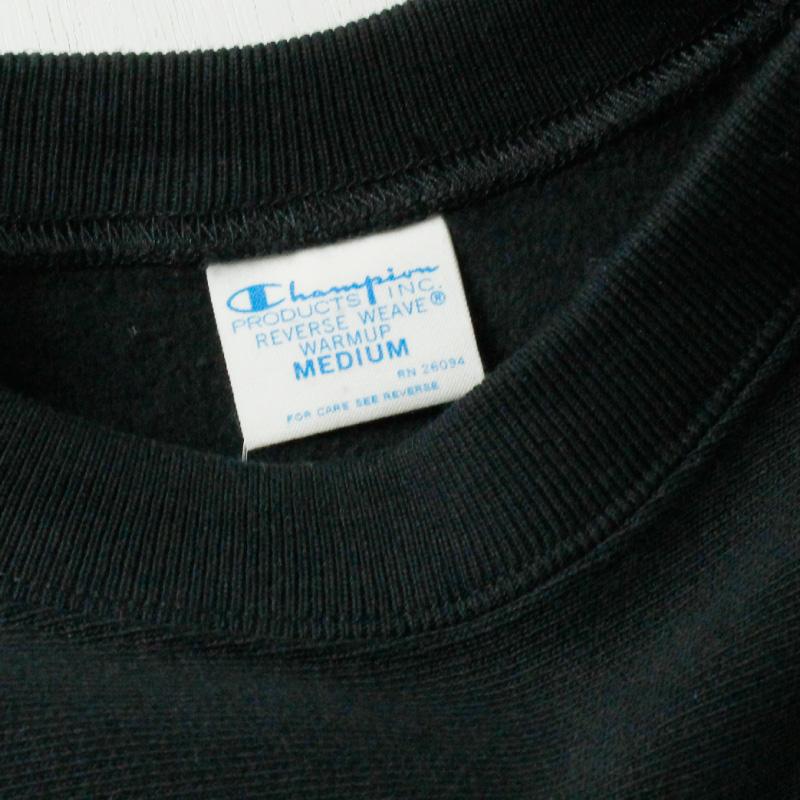 Champion
PRODUCTS INC.
REVERSE WEAVE®
WARMUP
MEDIUM
RN 26094
FOR CARE SEE REVERSE